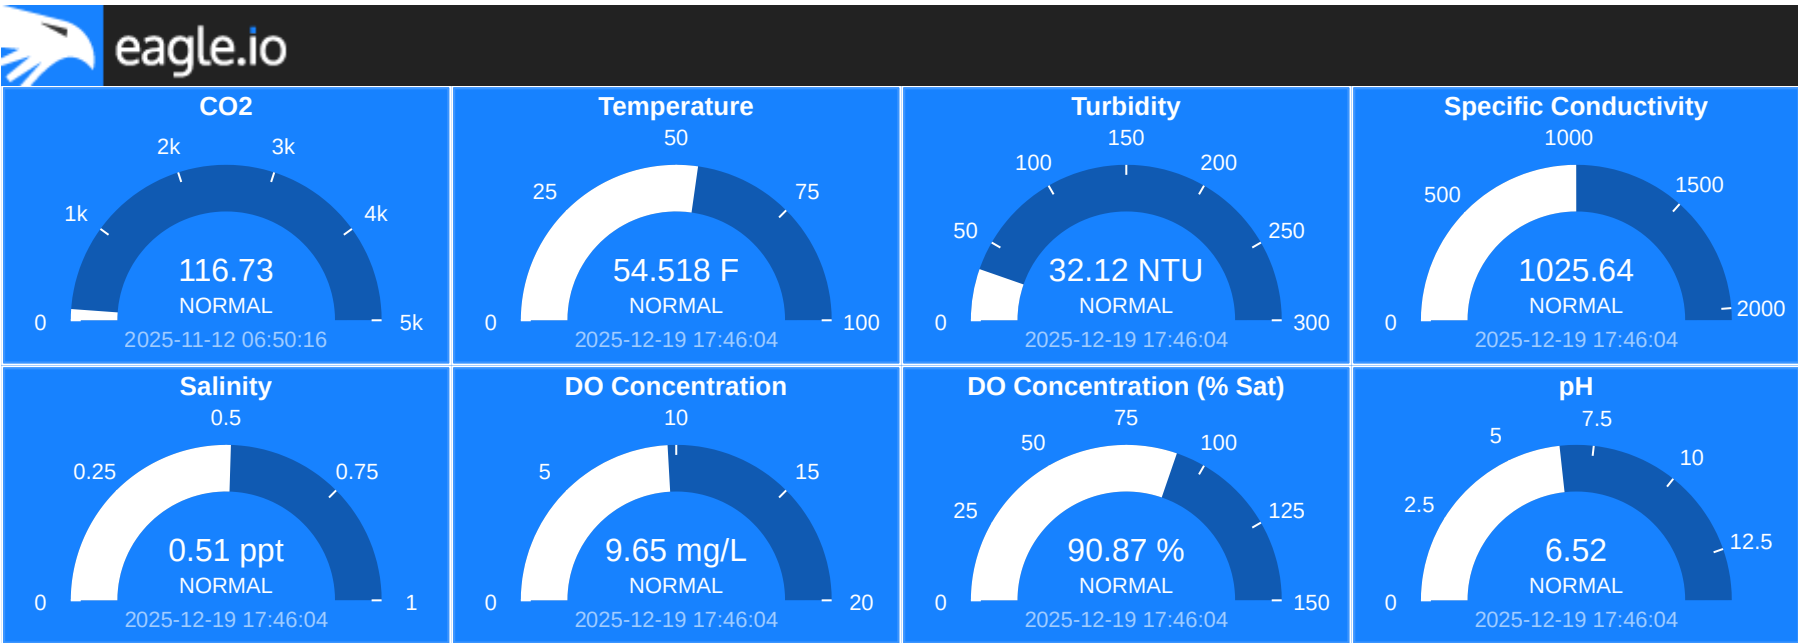 eagle.io
CO2
2k
3k
1k
4k
0
5k
116.73
NORMAL
2025-11-12 06:50:16
Temperature
50
25
75
0
100
54.518 F
NORMAL
2025-12-19 17:46:04
Turbidity
150
100
200
50
250
0
300
32.12 NTU
NORMAL
2025-12-19 17:46:04
Specific Conductivity
1000
500
1500
0
2000
1025.64
NORMAL
2025-12-19 17:46:04
Salinity
0.5
0.25
0.75
0
1
0.51 ppt
NORMAL
2025-12-19 17:46:04
DO Concentration
10
5
15
0
20
9.65 mg/L
NORMAL
2025-12-19 17:46:04
DO Concentration (% Sat)
75
50
100
25
125
0
150
90.87 %
NORMAL
2025-12-19 17:46:04
pH
7.5
5
10
2.5
12.5
0
6.52
NORMAL
2025-12-19 17:46:04